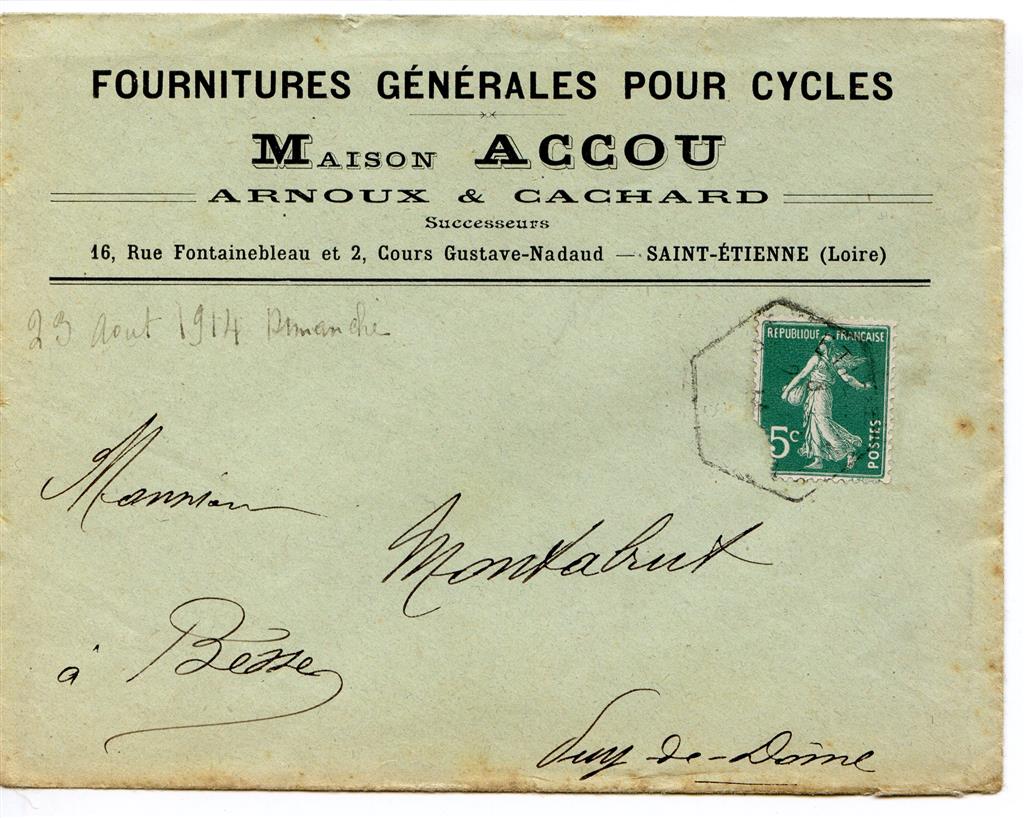 FOURNITURES GÉNÉRALES POUR CYCLES
MAISON ACCOU
ARNOUX & CACHARD
Successeurs
16, Rue Fontainebleau et 2, Cours Gustave-Nadaud — SAINT-ÉTIENNE (Loire)
23 Aout 1914 Dimanche
RÉPUBLIQUE FRANÇAISE
5c
POSTES
Monsieur
Montabrut
à Besse
Puy-de-Dôme